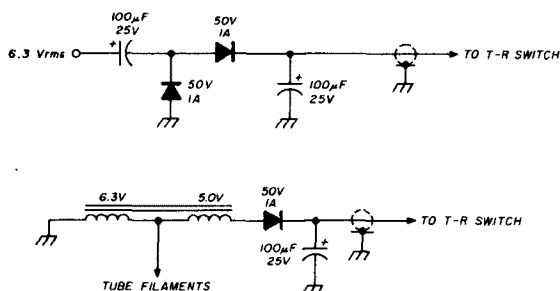 100μF
25V
+
50V
1A
6.3 Vrms
TO T-R SWITCH
50V
1A
+
100μF
25V
6.3V
5.0V
50V
1A
TO T-R SWITCH
100μF
25V
+
TUBE FILAMENTS